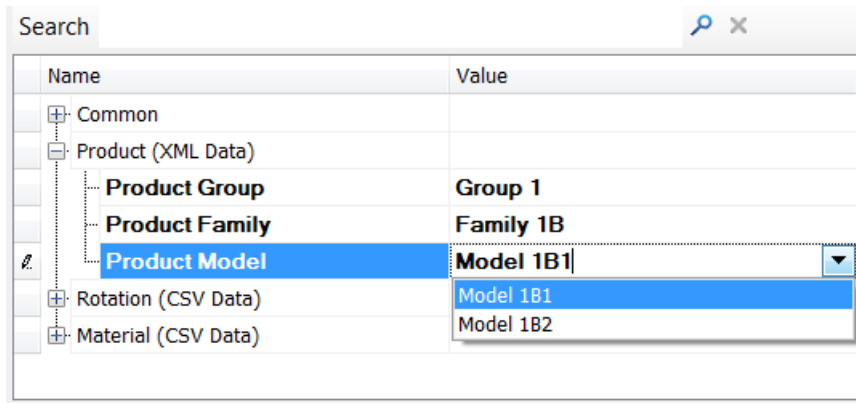 Search
Name Value
Common
Product (XML Data)
Product Group Group 1
Product Family Family 1B
Product Model Model 1B1
Rotation (CSV Data) Model 1B1
Model 1B2
Material (CSV Data)